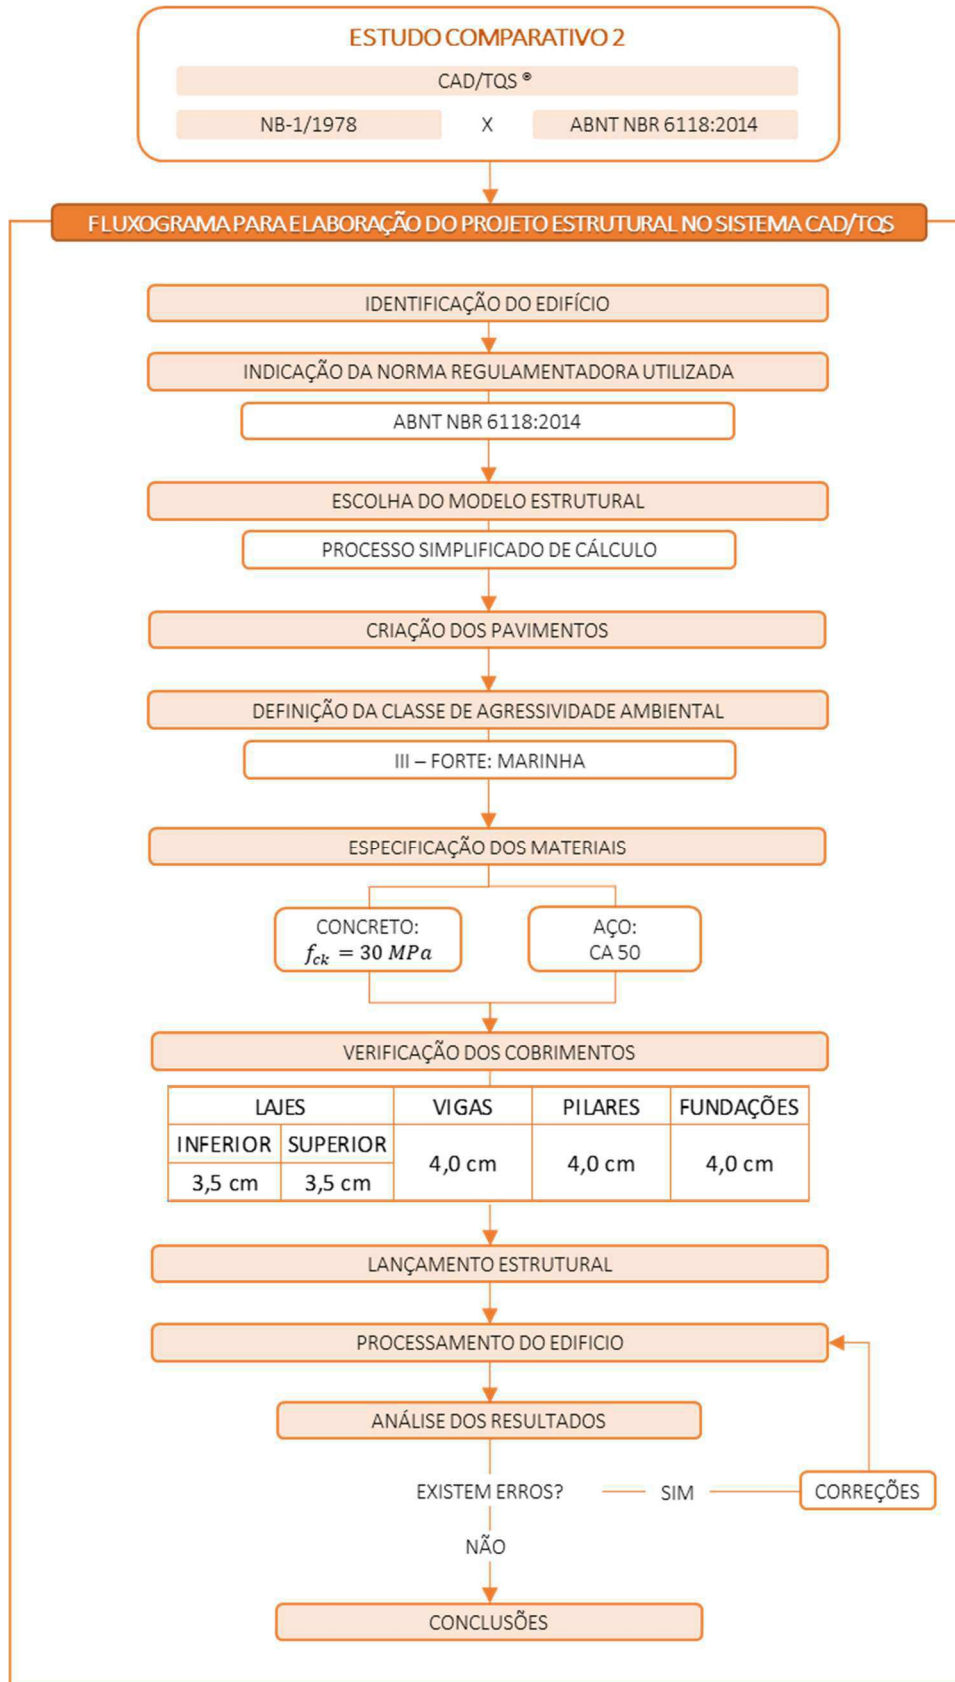 ESTUDO COMPARATIVO 2
CAD/TQS ®
NB-1/1978 X ABNT NBR 6118:2014
FLUXOGRAMA PARA ELABORAÇÃO DO PROJETO ESTRUTURAL NO SISTEMA CAD/TQS
IDENTIFICAÇÃO DO EDIFÍCIO
INDICAÇÃO DA NORMA REGULAMENTADORA UTILIZADA
ABNT NBR 6118:2014
ESCOLHA DO MODELO ESTRUTURAL
PROCESSO SIMPLIFICADO DE CÁLCULO
CRIAÇÃO DOS PAVIMENTOS
DEFINIÇÃO DA CLASSE DE AGRESSIVIDADE AMBIENTAL
III – FORTE: MARINHA
ESPECIFICAÇÃO DOS MATERIAIS
CONCRETO:
f_ck = 30 MPa
AÇO:
CA 50
VERIFICAÇÃO DOS COBRIMENTOS
LAJES VIGAS PILARES FUNDAÇÕES
INFERIOR SUPERIOR
4,0 cm 4,0 cm 4,0 cm
3,5 cm 3,5 cm
LANÇAMENTO ESTRUTURAL
PROCESSAMENTO DO EDIFICIO
ANÁLISE DOS RESULTADOS
EXISTEM ERROS? SIM CORREÇÕES
NÃO
CONCLUSÕES